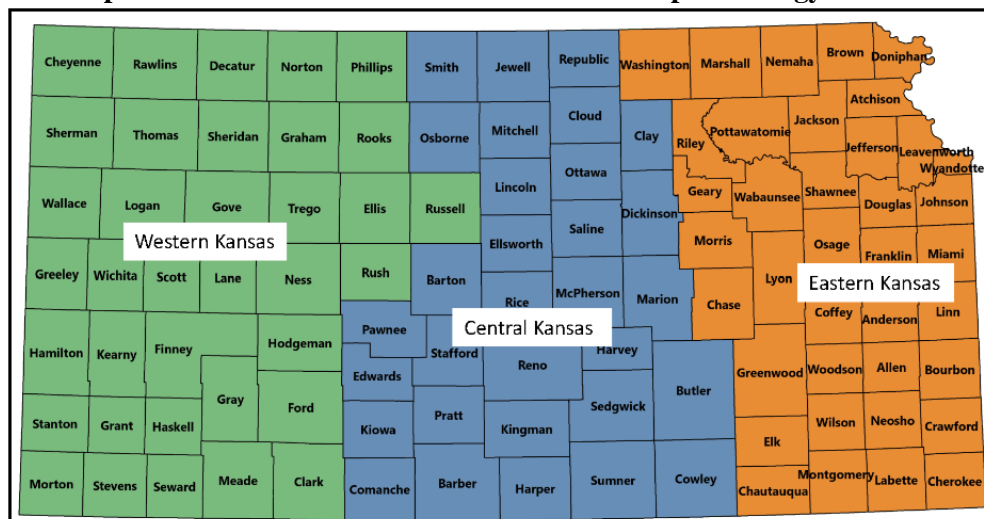 Cheyenne Rawlins Decatur Norton Phillips Smith Jewell Republic Washington Marshall Nemaha Brown Doniphan
Sherman Thomas Sheridan Graham Rooks Osborne Mitchell Cloud Clay Riley Pottawatomie Jackson Atchison Jefferson Leavenworth Wyandotte
Wallace Logan Gove Trego Ellis Russell Lincoln Ottawa Dickinson Geary Wabaunsee Shawnee Douglas Johnson
Western Kansas
Greeley Wichita Scott Lane Ness Rush Barton Ellsworth Saline Morris Lyon Osage Franklin Miami
Eastern Kansas
Rice McPherson Marion Chase Coffey Anderson Linn
Central Kansas
Hamilton Kearny Finney Hodgeman Pawnee Stafford Reno Harvey Greenwood Woodson Allen Bourbon
Gray Ford Edwards Sedgwick Butler
Stanton Grant Haskell Kiowa Pratt Kingman Elk Wilson Neosho Crawford
Morton Stevens Seward Meade Clark Comanche Barber Harper Sumner Cowley Chautauqua Montgomery Labette Cherokee